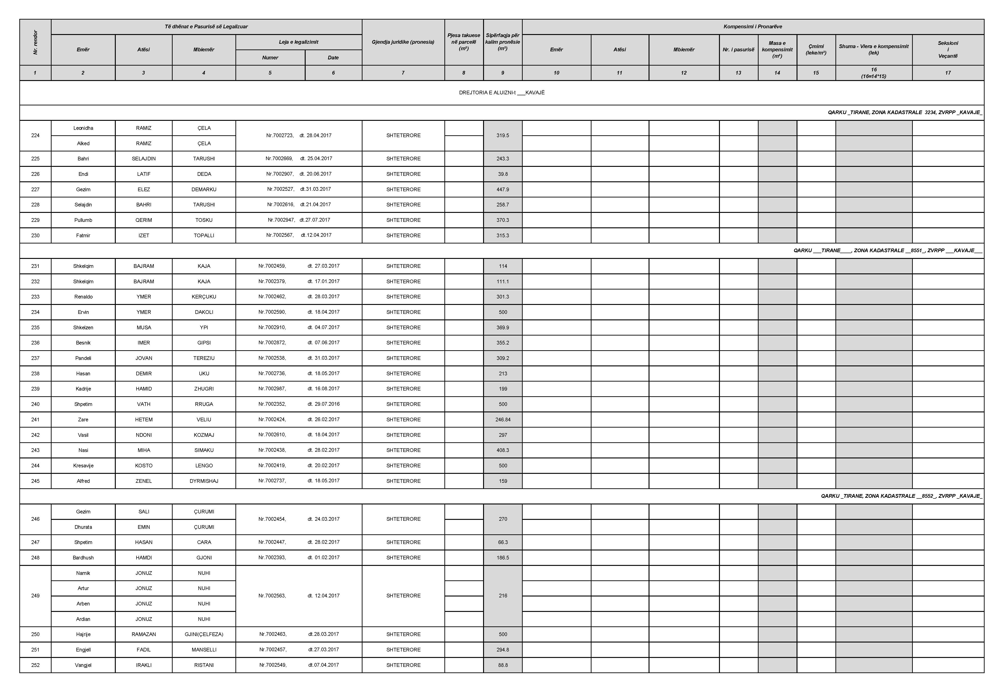 Nr. rendor
Të dhënat e Pasurisë së Legalizuar
Gjendja juridike (pronesia)
Pjesa takuese në parcelë (m²)
Sipërfaqja për kalim pronësie (m²)
Kompensimi i Pronarëve
Emër Atësi Mbiemër Leja e legalizimit
Numer Date
Emër Atësi Mbiemër Nr. i pasurisë Masa e kompensimit (m²) Çmimi (leke/m²) Shuma - Vlera e kompensimit (lek) Seksioni i Veçantë
1 2 3 4 5 6 7 8 9 10 11 12 13 14 15 16 (16=14*15) 17
DREJTORIA E ALUIZNI-t ___KAVAJË
QARKU _TIRANE, ZONA KADASTRALE 3234, ZVRPP _KAVAJE_
224 Leonidha RAMIZ ÇELA Nr.7002723, dt. 28.04.2017 SHTETERORE 319.5
Alked RAMIZ ÇELA
225 Bahri SELAJDIN TARUSHI Nr.7002669, dt. 25.04.2017 SHTETERORE 243.3
226 Endi LATIF DEDA Nr.7002907, dt. 20.06.2017 SHTETERORE 39.8
227 Gezim ELEZ DEMARKU Nr.7002527, dt.31.03.2017 SHTETERORE 447.9
228 Selajdin BAHRI TARUSHI Nr.7002616, dt.21.04.2017 SHTETERORE 258.7
229 Pullumb QERIM TOSKU Nr.7002947, dt.27.07.2017 SHTETERORE 370.3
230 Fatmir IZET TOPALLI Nr.7002567, dt.12.04.2017 SHTETERORE 315.3
QARKU ___TIRANE____, ZONA KADASTRALE __8551_, ZVRPP ___KAVAJE___
231 Shkelqim BAJRAM KAJA Nr.7002459, dt. 27.03.2017 SHTETERORE 114
232 Shkelqim BAJRAM KAJA Nr.7002379, dt. 17.01.2017 SHTETERORE 111.1
233 Renaldo YMER KERÇUKU Nr.7002462, dt. 28.03.2017 SHTETERORE 301.3
234 Ervin YMER DAKOLI Nr.7002590, dt. 18.04.2017 SHTETERORE 500
235 Shkelzen MUSA YPI Nr.7002910, dt. 04.07.2017 SHTETERORE 369.9
236 Besnik IMER GIPSI Nr.7002872, dt. 07.06.2017 SHTETERORE 355.2
237 Pandeli JOVAN TEREZIU Nr.7002538, dt. 31.03.2017 SHTETERORE 309.2
238 Hasan DEMIR UKU Nr.7002736, dt. 18.05.2017 SHTETERORE 213
239 Kadrije HAMID ZHUGRI Nr.7002987, dt. 16.08.2017 SHTETERORE 199
240 Shpetim VATH RRUGA Nr.7002352, dt. 29.07.2016 SHTETERORE 500
241 Zare HETEM VELIU Nr.7002424, dt. 26.02.2017 SHTETERORE 246.84
242 Vasil NDONI KOZMAJ Nr.7002610, dt. 18.04.2017 SHTETERORE 297
243 Nasi MIHA SIMAKU Nr.7002438, dt. 28.02.2017 SHTETERORE 408.3
244 Kresavije KOSTO LENGO Nr.7002419, dt. 20.02.2017 SHTETERORE 500
245 Alfred ZENEL DYRMISHAJ Nr.7002737, dt. 18.05.2017 SHTETERORE 159
QARKU _TIRANE, ZONA KADASTRALE __8552_, ZVRPP _KAVAJE_
246 Gezim SALI ÇURUMI Nr.7002454, dt. 24.03.2017 SHTETERORE 270
Dhurata EMIN ÇURUMI
247 Shpetim HASAN CARA Nr.7002447, dt. 28.02.2017 SHTETERORE 66.3
248 Bardhush HAMDI GJONI Nr.7002393, dt. 01.02.2017 SHTETERORE 186.5
249 Namik JONUZ NUHI Nr.7002563, dt. 12.04.2017 SHTETERORE 216
Artur JONUZ NUHI
Arben JONUZ NUHI
Ardian JONUZ NUHI
250 Hajrije RAMAZAN GJINI(ÇELFEZA) Nr.7002463, dt.28.03.2017 SHTETERORE 500
251 Engjell FADIL MANSELLI Nr.7002457, dt.27.03.2017 SHTETERORE 294.8
252 Vangjel IRAKLI RISTANI Nr.7002549, dt.07.04.2017 SHTETERORE 88.8